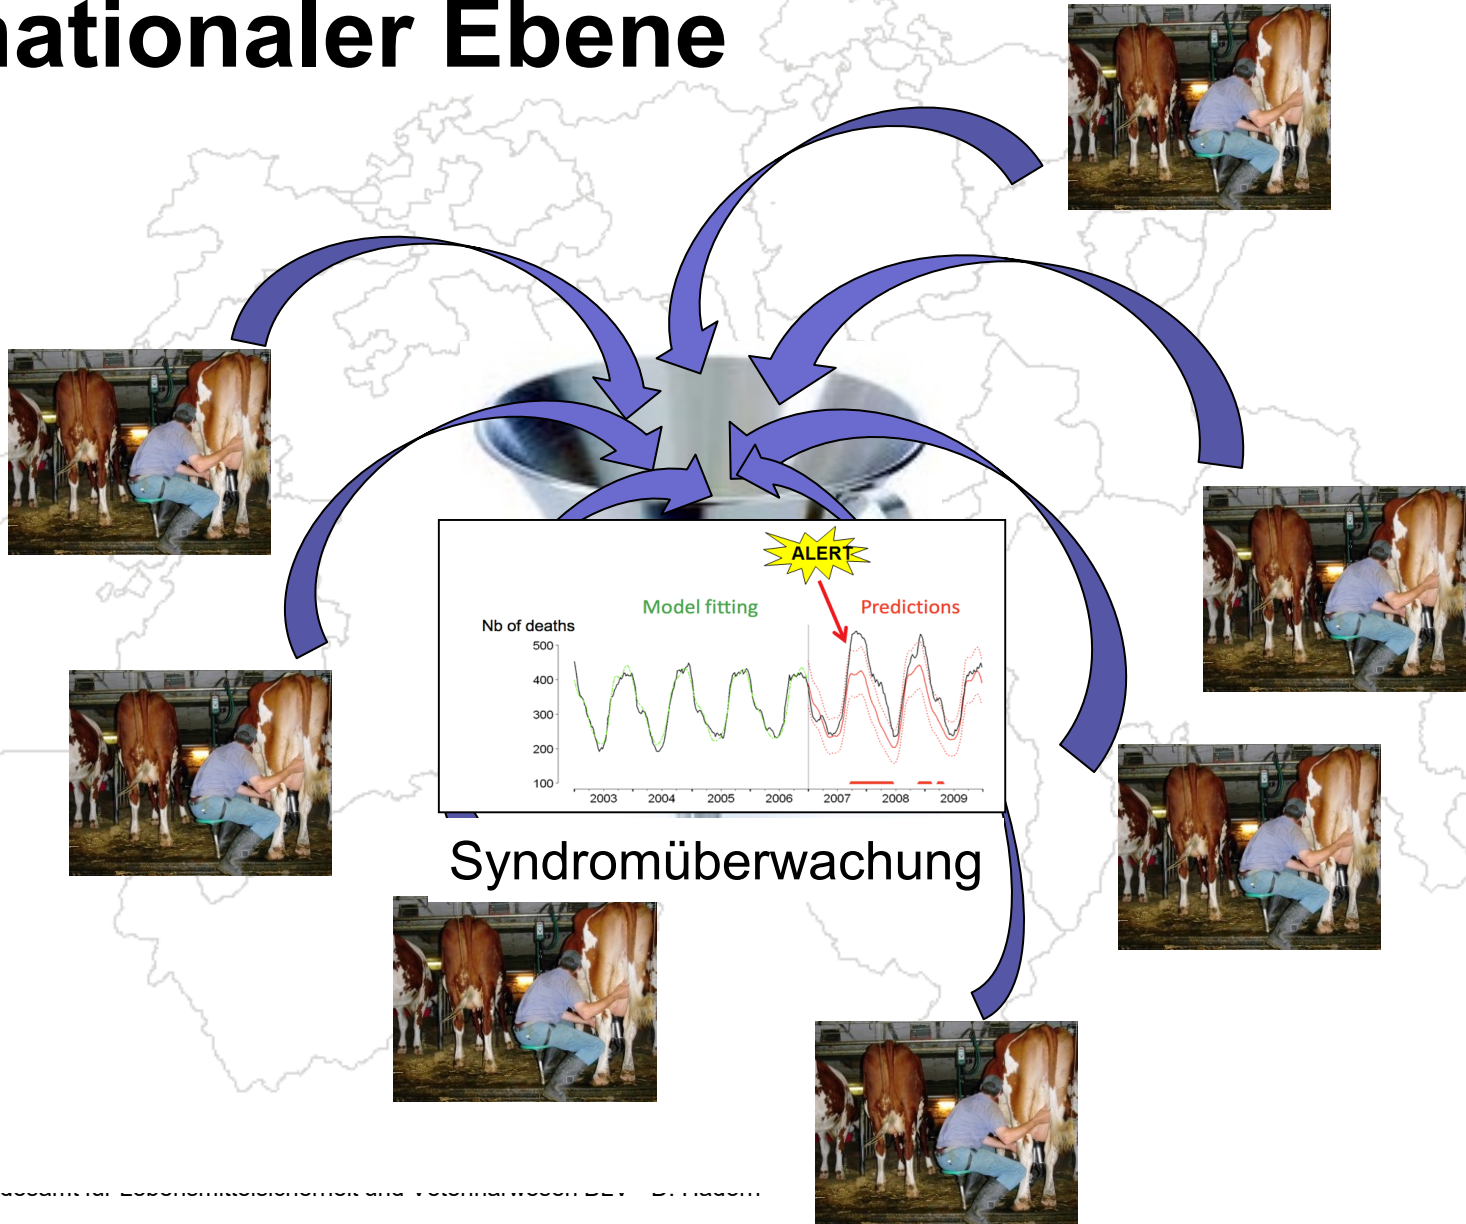 nationaler Ebene
ALERT
Model fitting
Predictions
Nb of deaths
500
400
300
200
100
2003 2004 2005 2006 2007 2008 2009
Syndromüberwachung